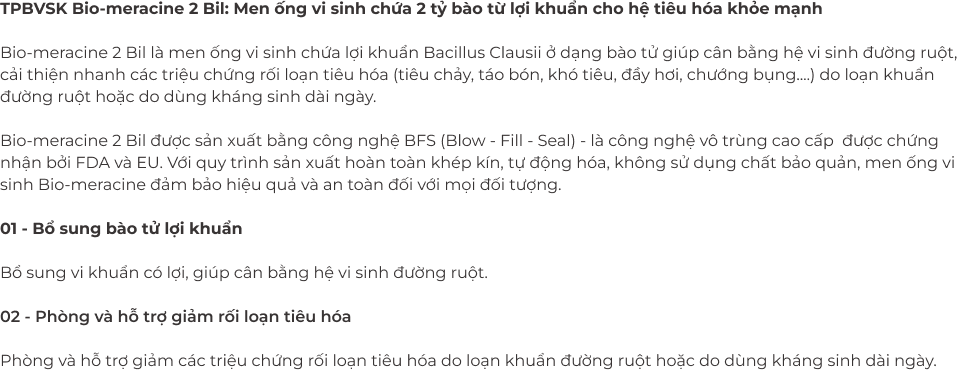 TPBVSK Bio-meracine 2 Bil: Men ống vi sinh chứa 2 tỷ bào từ lợi khuẩn cho hệ tiêu hóa khỏe mạnh
Bio-meracine 2 Bil là men ống vi sinh chứa lợi khuẩn Bacillus Clausii ở dạng bào tử giúp cân bằng hệ vi sinh đường ruột,
cải thiện nhanh các triệu chứng rối loạn tiêu hóa (tiêu chảy, táo bón, khó tiêu, đầy hơi, chướng bụng....) do loạn khuẩn
đường ruột hoặc do dùng kháng sinh dài ngày.
Bio-meracine 2 Bil được sản xuất bằng công nghệ BFS (Blow - Fill - Seal) - là công nghệ vô trùng cao cấp  được chứng
nhận bởi FDA và EU. Với quy trình sản xuất hoàn toàn khép kín, tự động hóa, không sử dụng chất bảo quản, men ống vi
sinh Bio-meracine đảm bảo hiệu quả và an toàn đối với mọi đối tượng.
01 - Bổ sung bào tử lợi khuẩn
Bổ sung vi khuẩn có lợi, giúp cân bằng hệ vi sinh đường ruột.
02 - Phòng và hỗ trợ giảm rối loạn tiêu hóa
Phòng và hỗ trợ giảm các triệu chứng rối loạn tiêu hóa do loạn khuẩn đường ruột hoặc do dùng kháng sinh dài ngày.